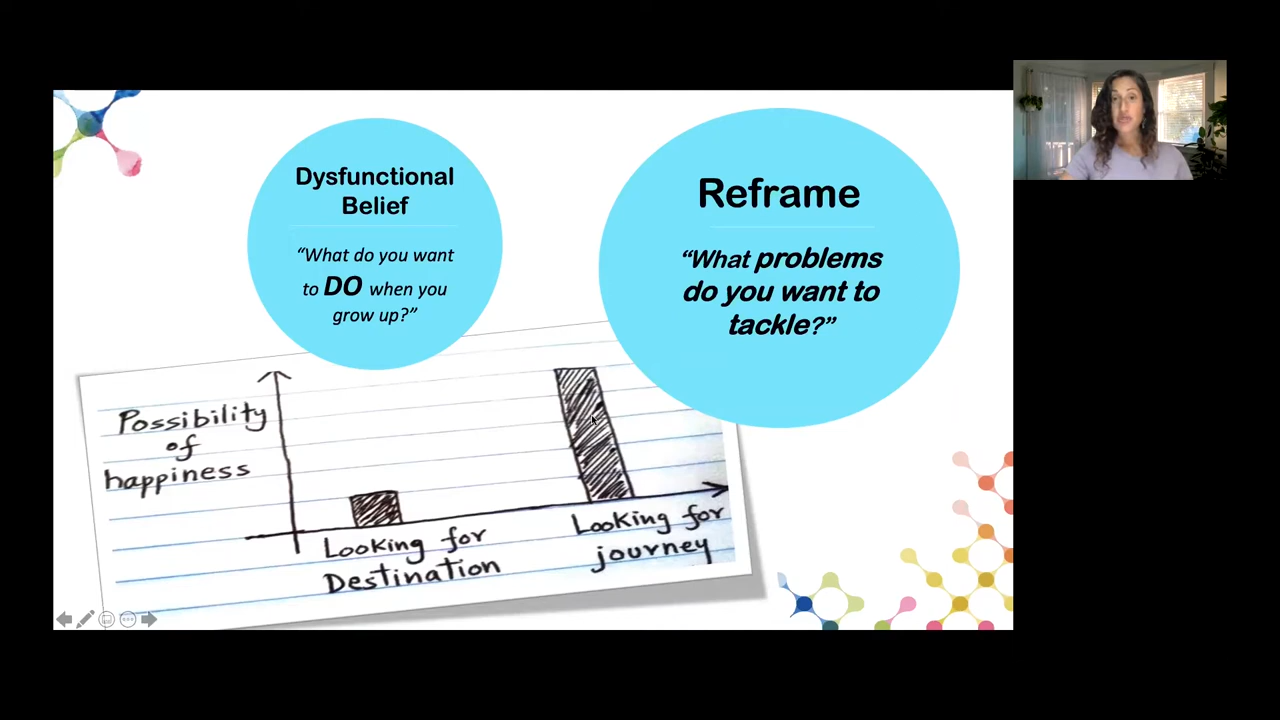 Dysfunctional
Belief
“What do you want
to DO when you
grow up?”
Reframe
“What problems
do you want to
tackle?”
Possibility
of
happiness
Looking for
Destination
Looking for
journey